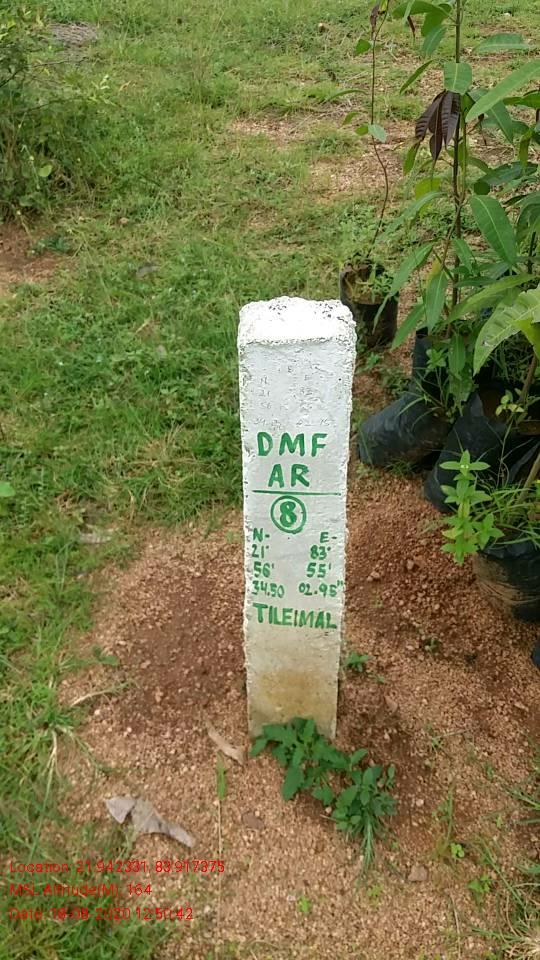 DMF
AR
8
N- E-
21° 83°
56' 55'
34.50 02.95"
TILEIMAL
Location 21.942331, 83.917375
MSL Altitude(M) 164
Date 18-08-2020 12:50:42